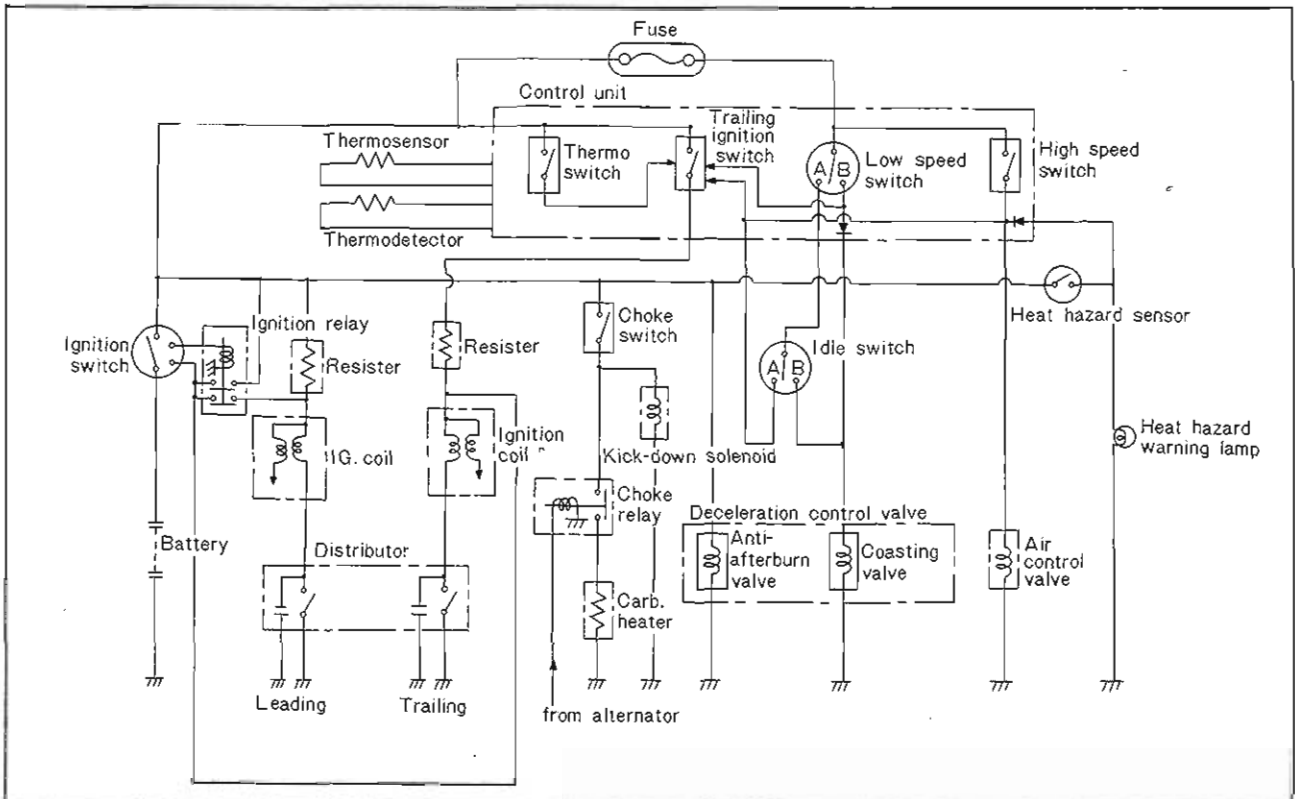 Fuse
Control unit
Trailing
ignition
switch
Thermosensor
Thermo
switch
A B
Low speed
switch
High speed
switch
Thermodetector
Ignition
switch
Ignition relay
Resister
Resister
Choke
switch
Heat hazard sensor
Idle switch
A B
IG. coil
Ignition
coil
Kick-down solenoid
Heat hazard
warning lamp
Battery
Distributor
Choke
relay
Deceleration control valve
Anti-
afterburn
valve
Coasting
valve
Air
control
valve
Carb.
heater
Leading
Trailing
from alternator